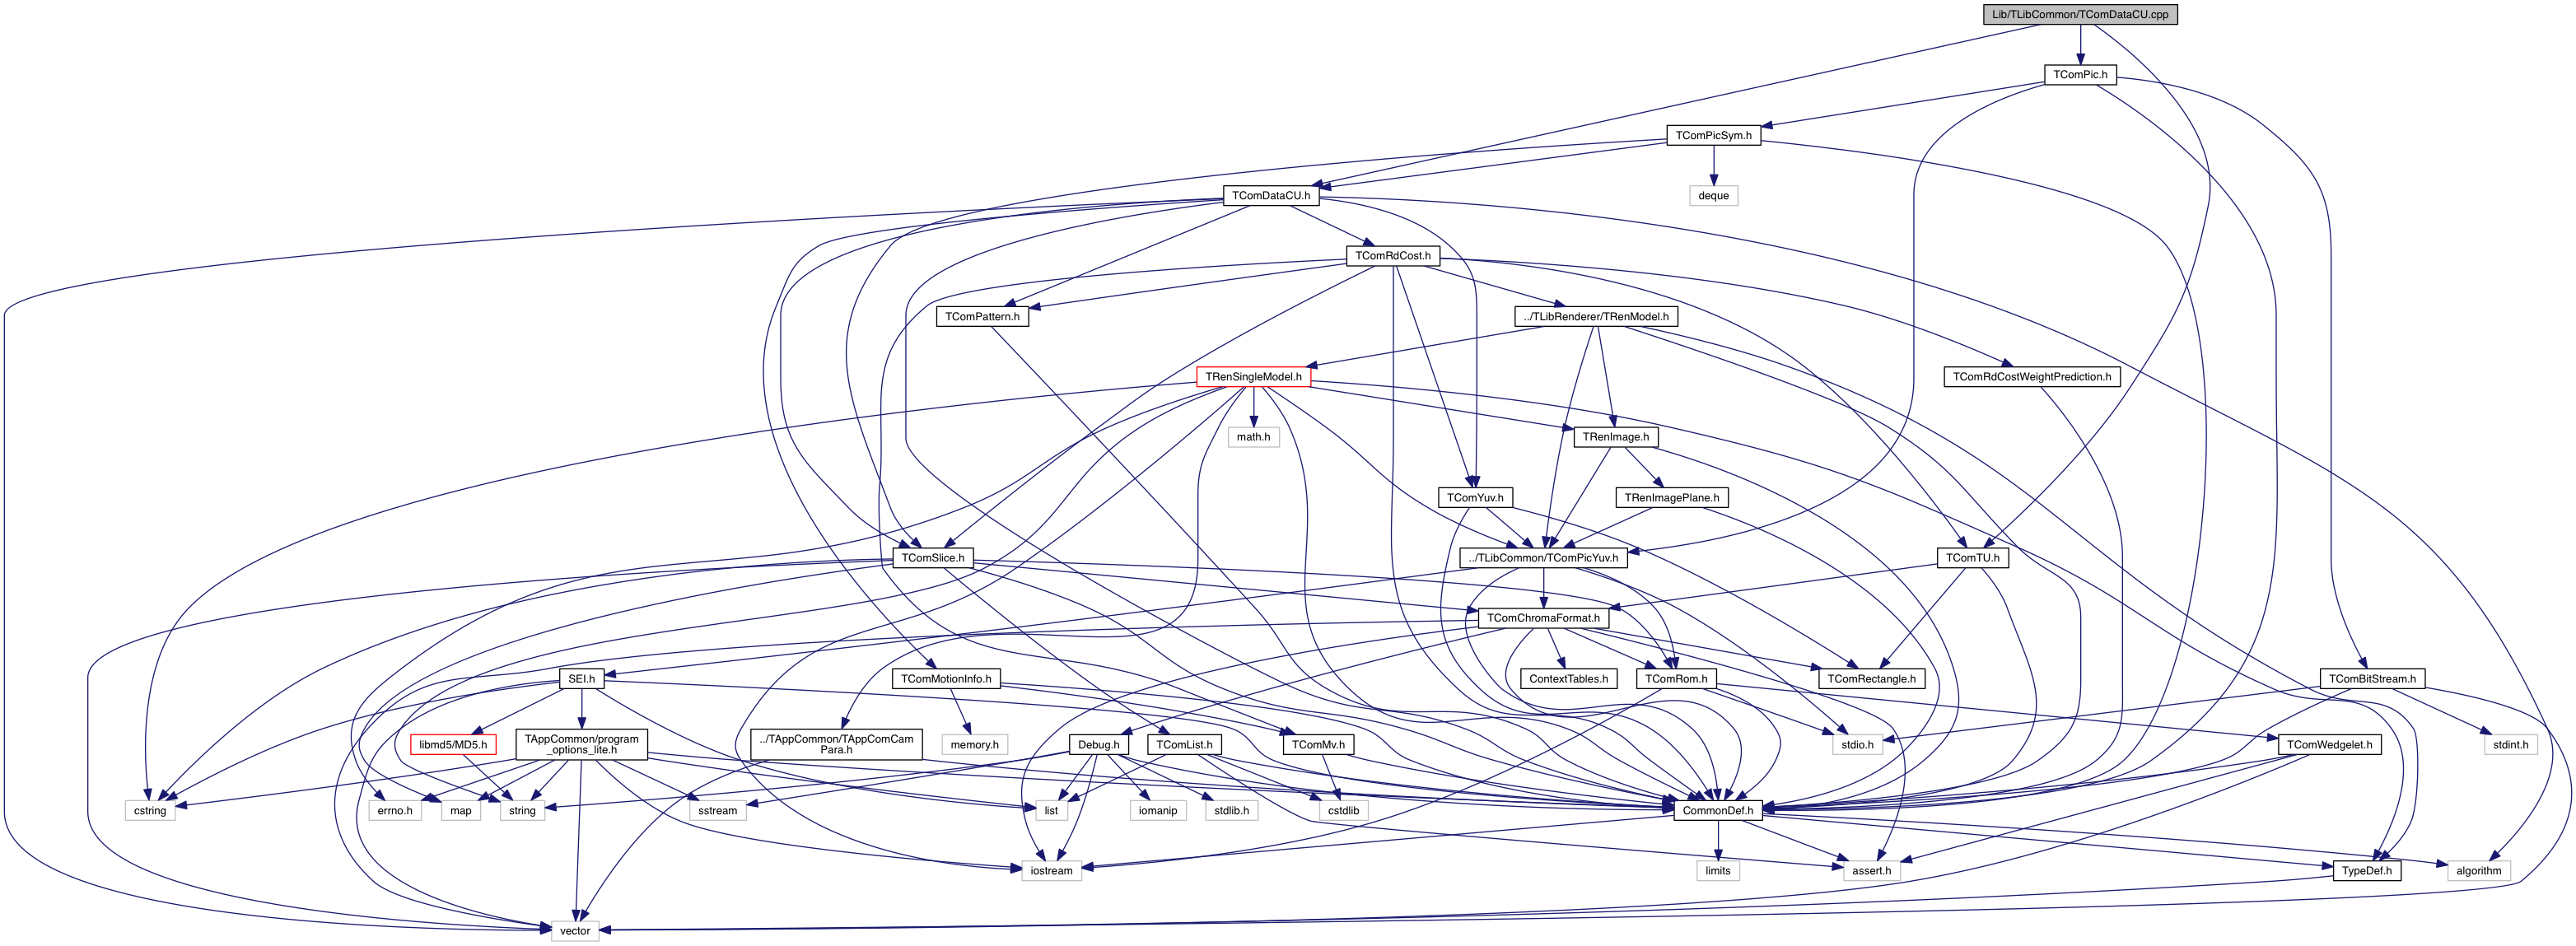 Lib/TLibCommon/TComDataCU.cpp
TComPic.h
TComPicSym.h
TComDataCU.h
deque
TComRdCost.h
TComPattern.h
../TLibRenderer/TRenModel.h
TRenSingleModel.h
TComRdCostWeightPrediction.h
math.h
TRenImage.h
TComYuv.h
TRenImagePlane.h
TComSlice.h
../TLibCommon/TComPicYuv.h
TComTU.h
TComChromaFormat.h
SEI.h
TComMotionInfo.h
ContextTables.h
TComRom.h
TComRectangle.h
TComBitStream.h
libmd5/MD5.h
TAppCommon/program
_options_lite.h
../TAppCommon/TAppComCam
Para.h
memory.h
Debug.h
TComList.h
TComMv.h
stdio.h
TComWedgelet.h
stdint.h
cstring
errno.h
map
string
sstream
list
iomanip
stdlib.h
cstdlib
CommonDef.h
iostream
limits
assert.h
TypeDef.h
algorithm
vector